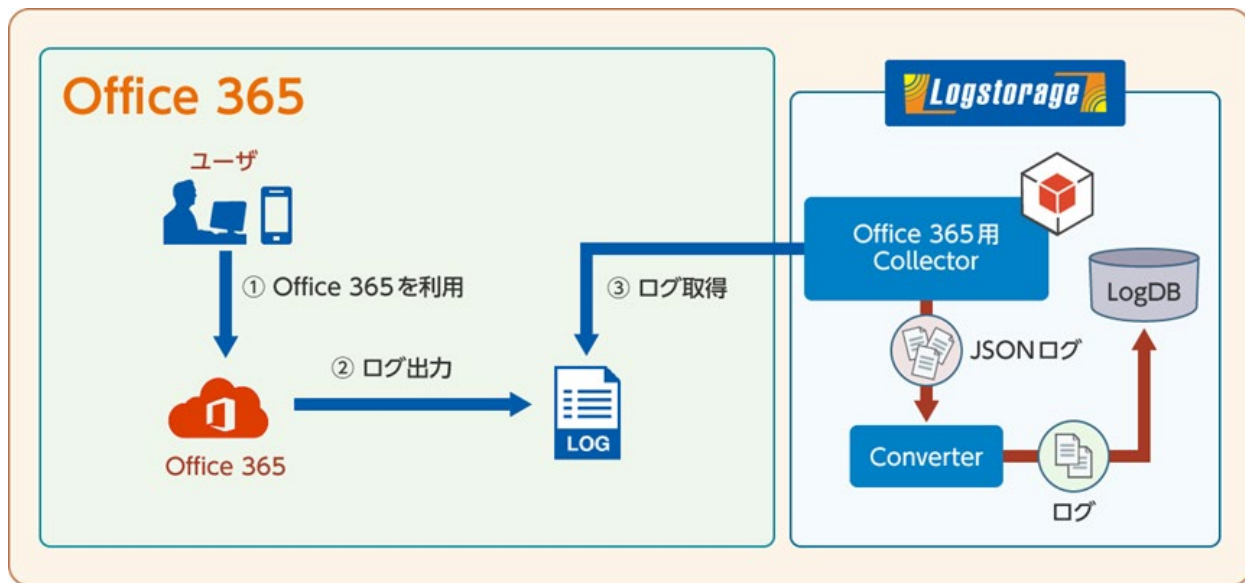 Office 365
ユーザ
① Office 365を利用
② ログ出力
Office 365
③ ログ取得
LOG
Logstorage
Office 365用
Collector
LogDB
JSONログ
Converter
ログ